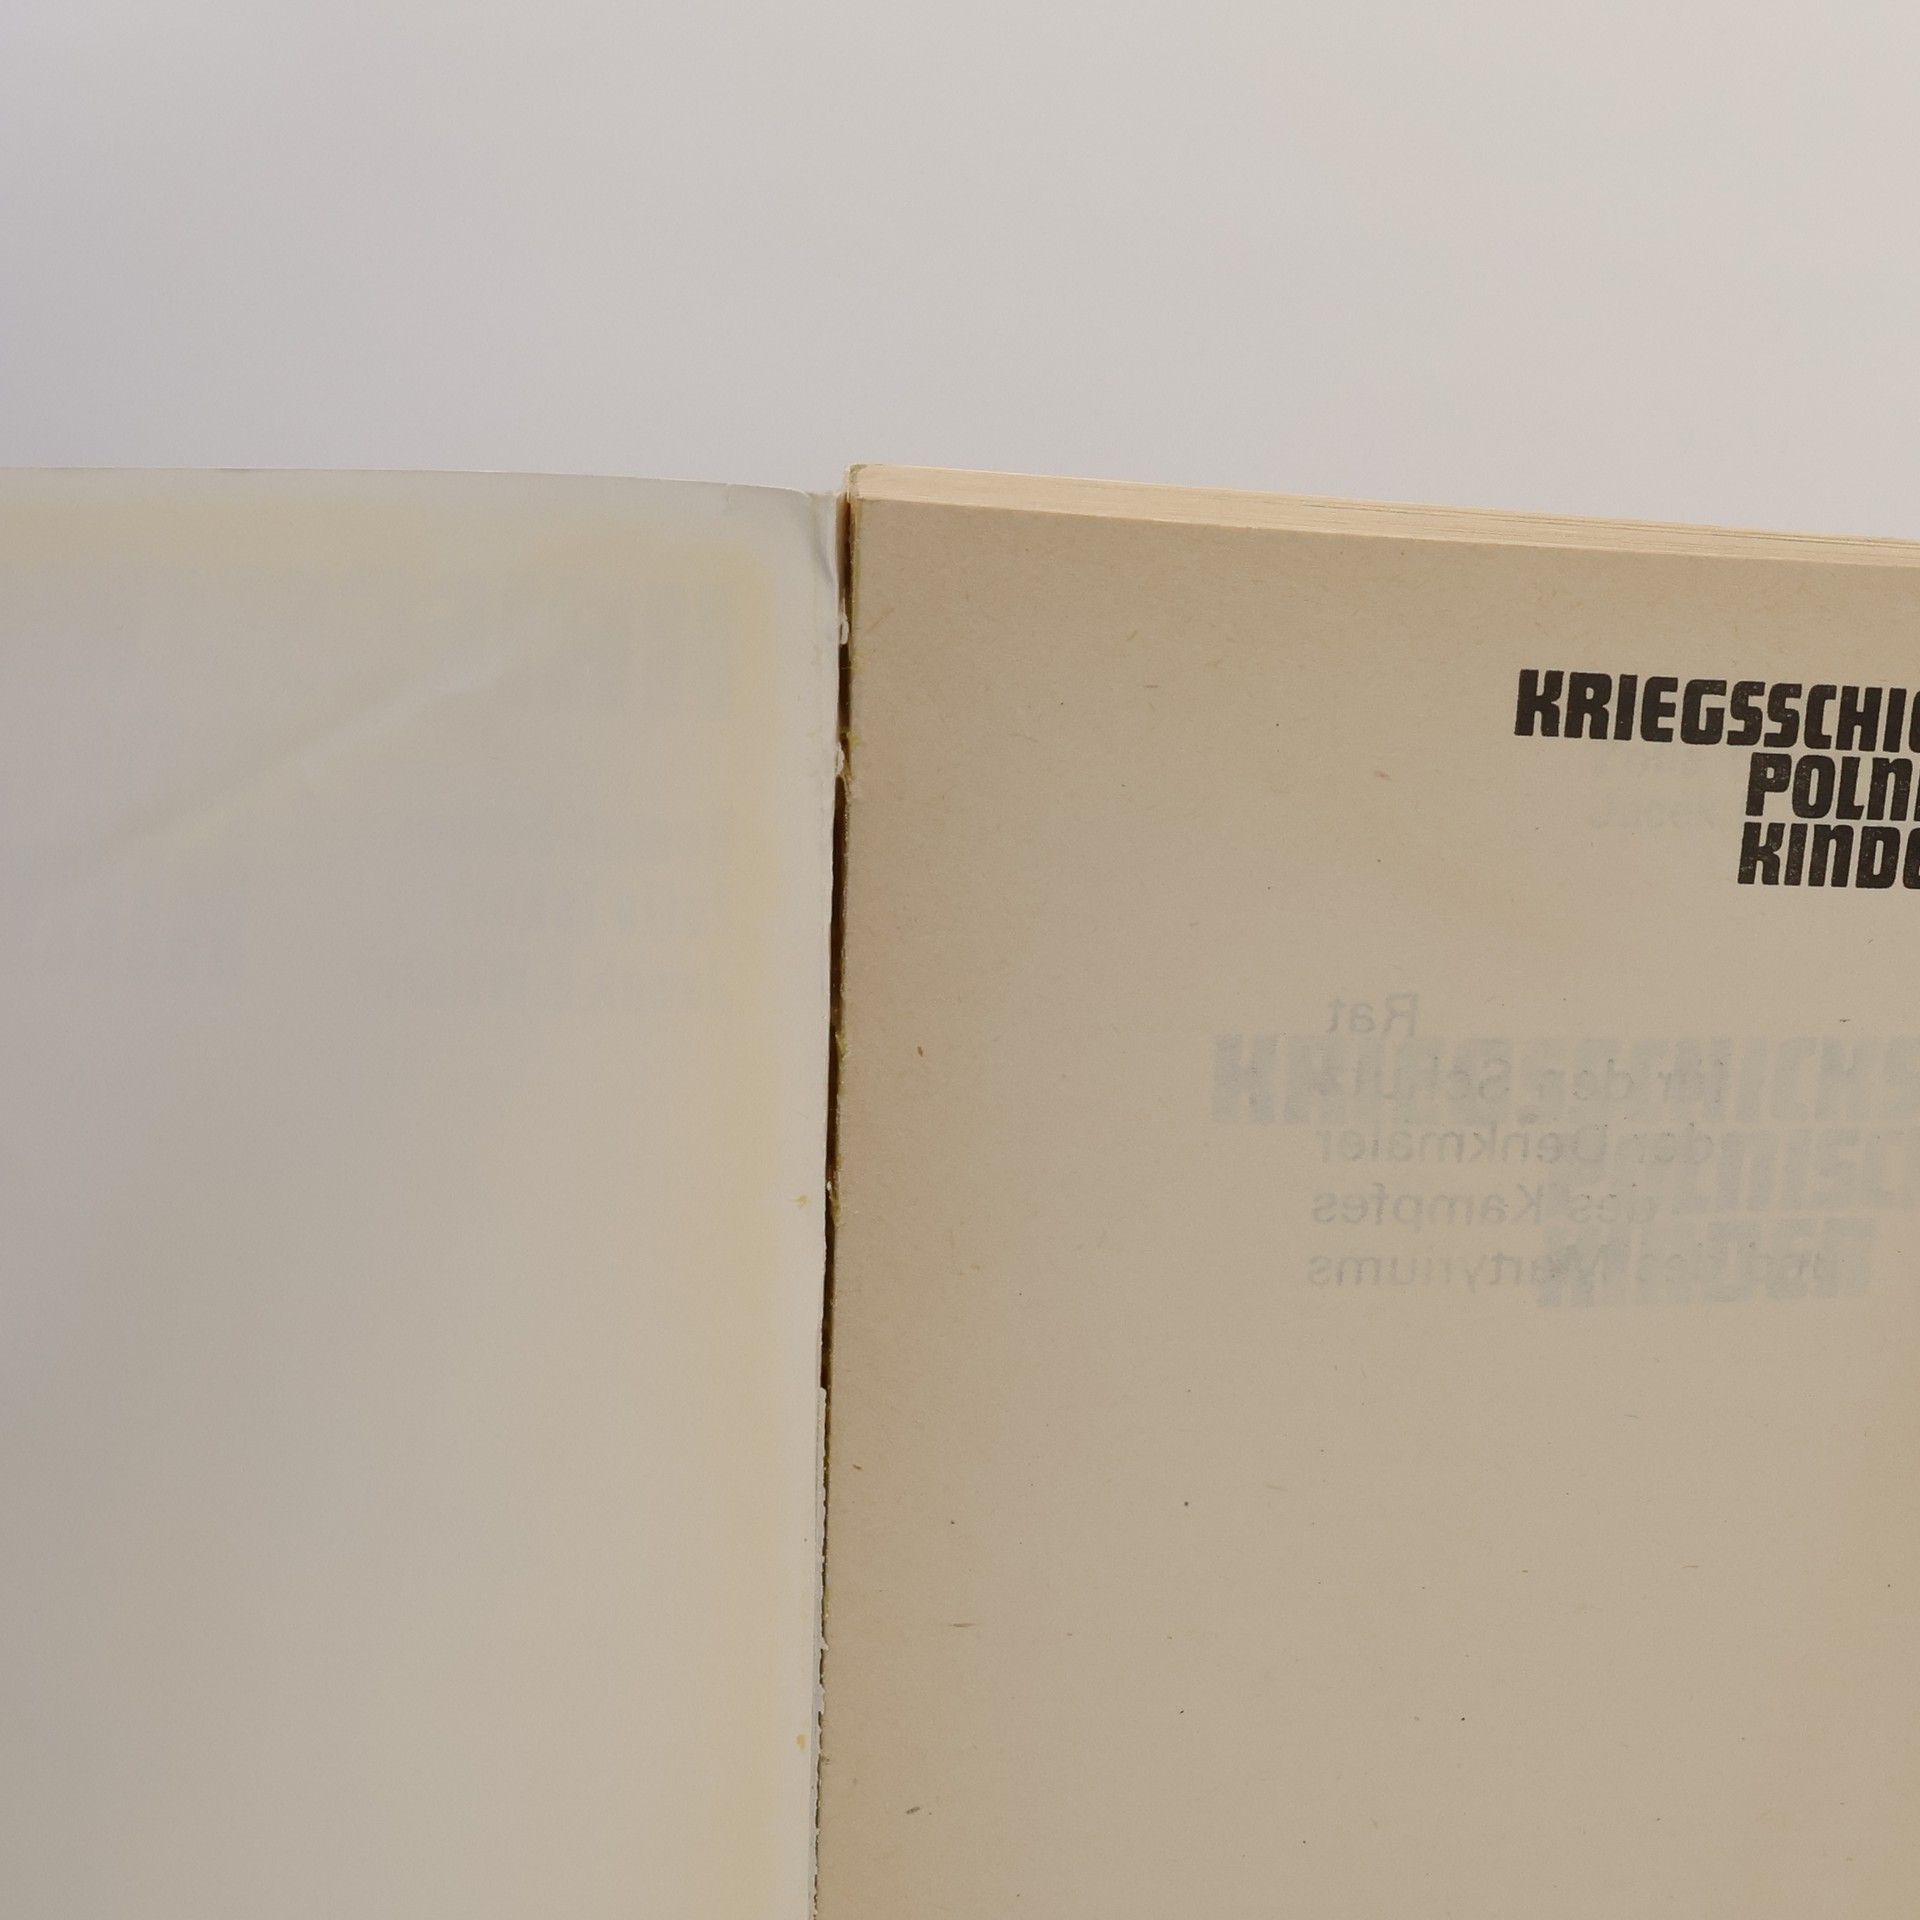 KRIEGSSCHIC
POLNI
KINDE
Rat
für den Schutz
der Denkmäler
des Kampfes
und des Martyriums